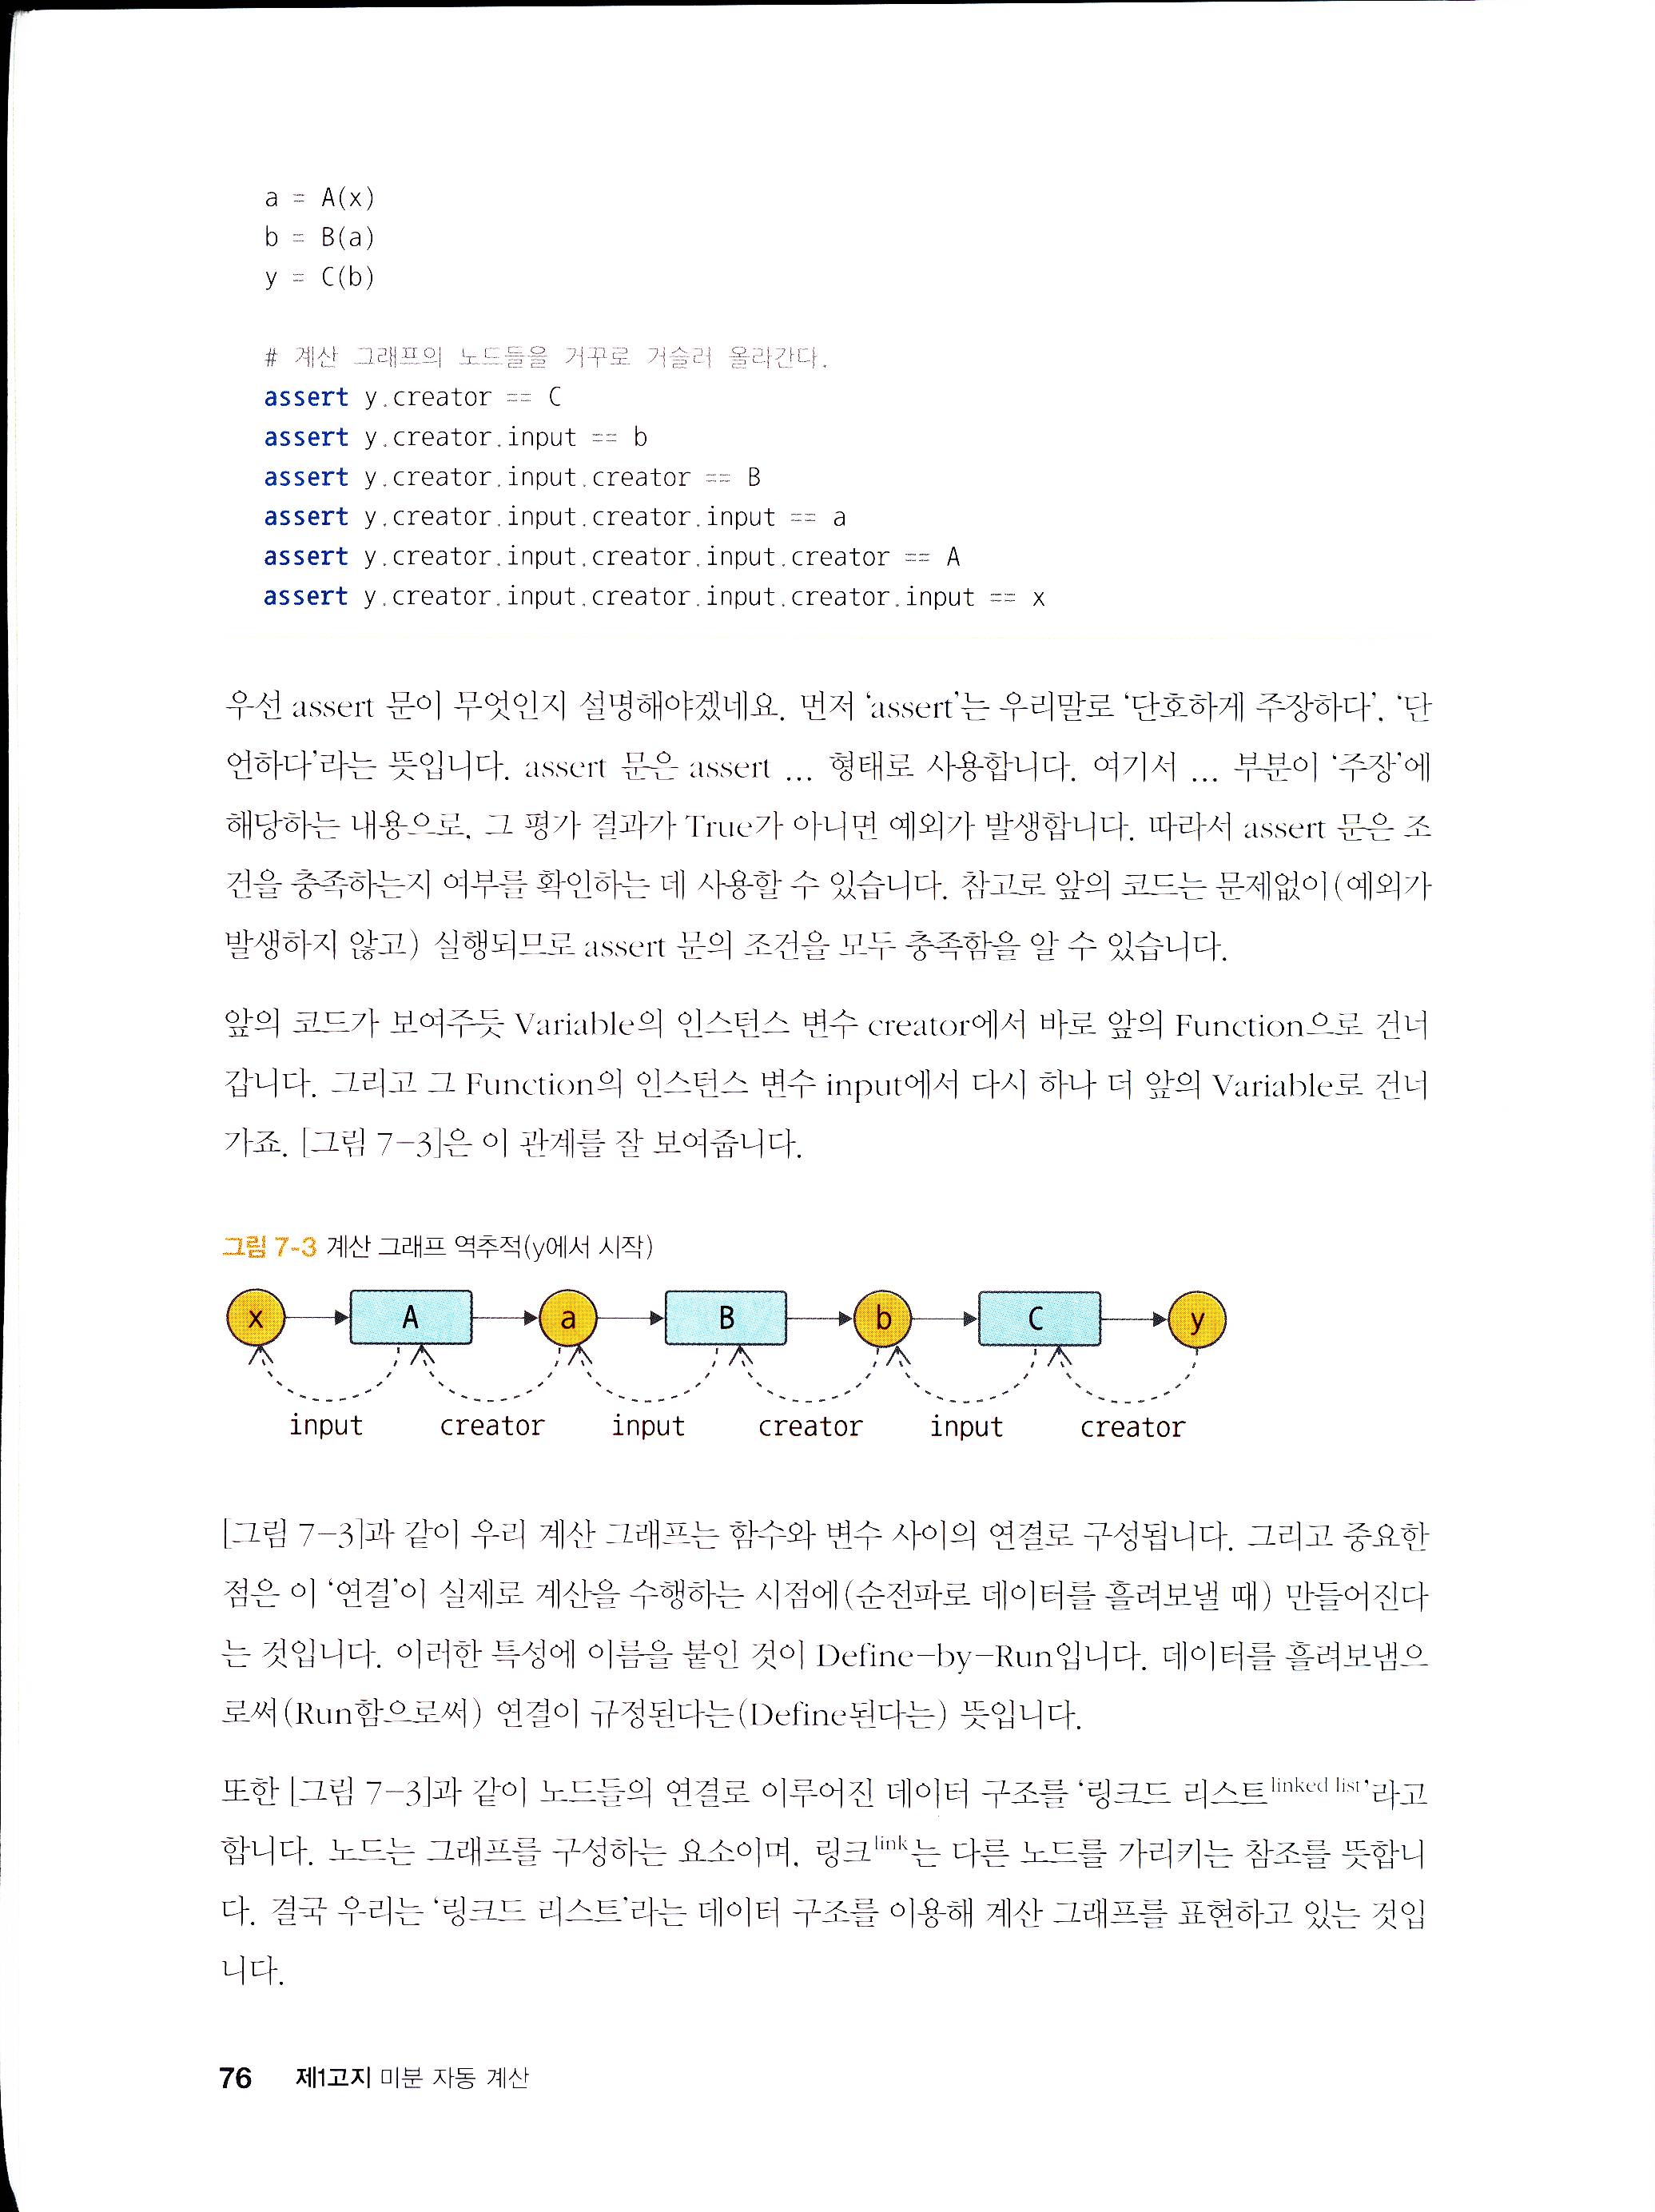 a = A(x)
b = B(a)
y = C(b)
# 계산 그래프의 노드들을 거꾸로 거슬러 올라간다.
assert y.creator == C
assert y.creator.input == b
assert y.creator.input.creator == B
assert y.creator.input.creator.input == a
assert y.creator.input.creator.input.creator == A
assert y.creator.input.creator.input.creator.input == x
우선 assert 문이 무엇인지 설명해야겠네요. 먼저 ‘assert’는 우리말로 ‘단호하게 주장하다’, ‘단
언하다’라는 뜻입니다. assert 문은 assert ... 형태로 사용합니다. 여기서 ... 부분이 ‘주장’에
해당하는 내용으로, 그 평가 결과가 True가 아니면 예외가 발생합니다. 따라서 assert 문은 조
건을 충족하는지 여부를 확인하는 데 사용할 수 있습니다. 참고로 앞의 코드는 문제없이(예외가
발생하지 않고) 실행되므로 assert 문의 조건을 모두 충족함을 알 수 있습니다.
앞의 코드가 보여주듯 Variable의 인스턴스 변수 creator에서 바로 앞의 Function으로 건너
갑니다. 그리고 그 Function의 인스턴스 변수 input에서 다시 하나 더 앞의 Variable로 건너
가죠. [그림 7-3]은 이 관계를 잘 보여줍니다.
그림 7-3 계산 그래프 역추적(y에서 시작)
x A a B b C y
input creator input creator input creator
[그림 7-3]과 같이 우리 계산 그래프는 함수와 변수 사이의 연결로 구성됩니다. 그리고 중요한
점은 이 ‘연결’이 실제로 계산을 수행하는 시점에(순전파로 데이터를 흘려보낼 때) 만들어진다
는 것입니다. 이러한 특성에 이름을 붙인 것이 Define-by-Run입니다. 데이터를 흘려보냄으
로써(Run함으로써) 연결이 규정된다는(Define된다는) 뜻입니다.
또한 [그림 7-3]과 같이 노드들의 연결로 이루어진 데이터 구조를 ‘링크드 리스트linked list’라고
합니다. 노드는 그래프를 구성하는 요소이며, 링크link는 다른 노드를 가리키는 참조를 뜻합니
다. 결국 우리는 ‘링크드 리스트’라는 데이터 구조를 이용해 계산 그래프를 표현하고 있는 것입
니다.
76 제1고지 미분 자동 계산